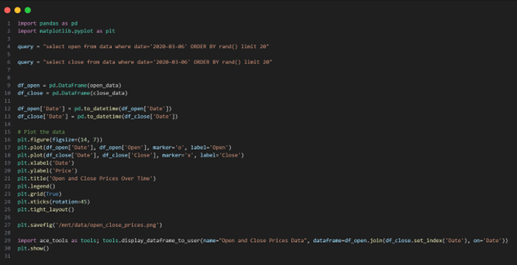 1 import pandas as pd
2 import matplotlib.pyplot as plt
3
4 query = "select open from data where date='2020-03-06' ORDER BY rand() limit 20"
5
6 query = "select close from data where date='2020-03-06' ORDER BY rand() limit 20"
7
8
9 df_open = pd.DataFrame(open_data)
10 df_close = pd.DataFrame(close_data)
11
12 df_open['Date'] = pd.to_datetime(df_open['Date'])
13 df_close['Date'] = pd.to_datetime(df_close['Date'])
14
15 # Plot the data
16 plt.figure(figsize=(14, 7))
17 plt.plot(df_open['Date'], df_open['Open'], marker='o', label='Open')
18 plt.plot(df_close['Date'], df_close['Close'], marker='x', label='Close')
19 plt.xlabel('Date')
20 plt.ylabel('Price')
21 plt.title('Open and Close Prices Over Time')
22 plt.legend()
23 plt.grid(True)
24 plt.xticks(rotation=45)
25 plt.tight_layout()
26
27 plt.savefig('/mnt/data/open_close_prices.png')
28
29 import ace_tools as tools; tools.display_dataframe_to_user(name="Open and Close Prices Data", dataframe=df_open.join(df_close.set_index('Date'), on='Date'))
30 plt.show()
31